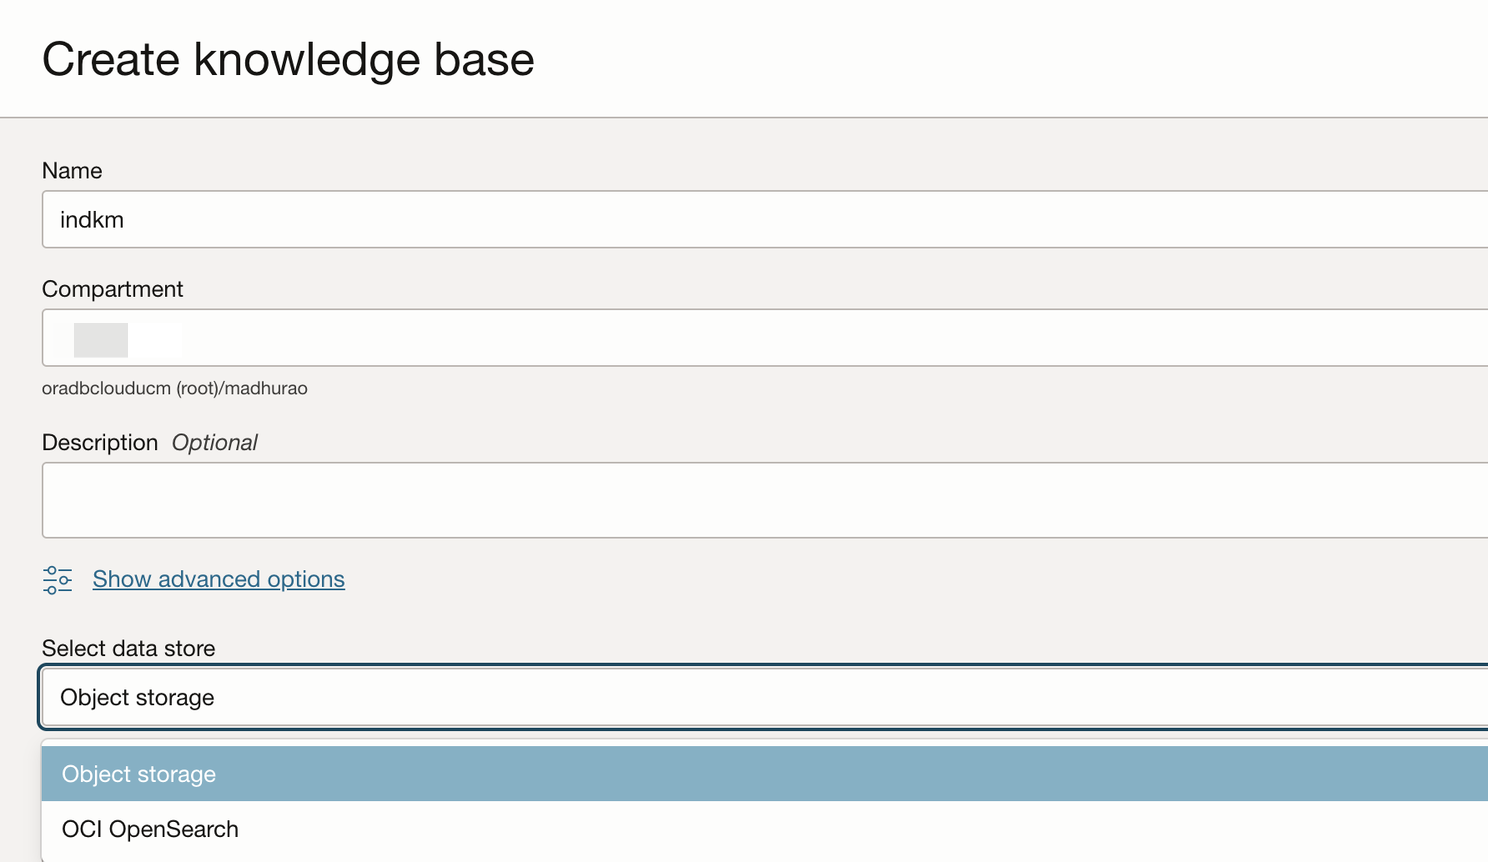 Create knowledge base
Name
indkm
Compartment
oradbclouducm (root)/madhurao
Description Optional
Show advanced options
Select data store
Object storage
Object storage
OCI OpenSearch